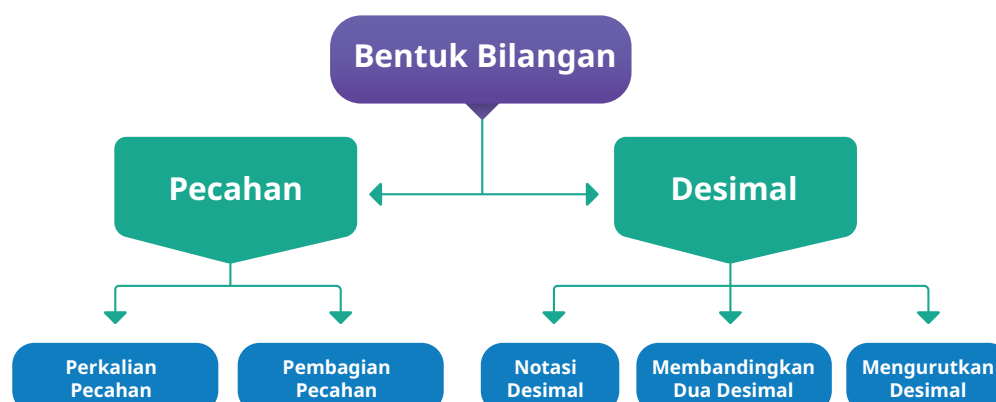 Bentuk Bilangan
Pecahan
Desimal
Perkalian
Pecahan
Pembagian
Pecahan
Notasi
Desimal
Membandingkan
Dua Desimal
Mengurutkan
Desimal